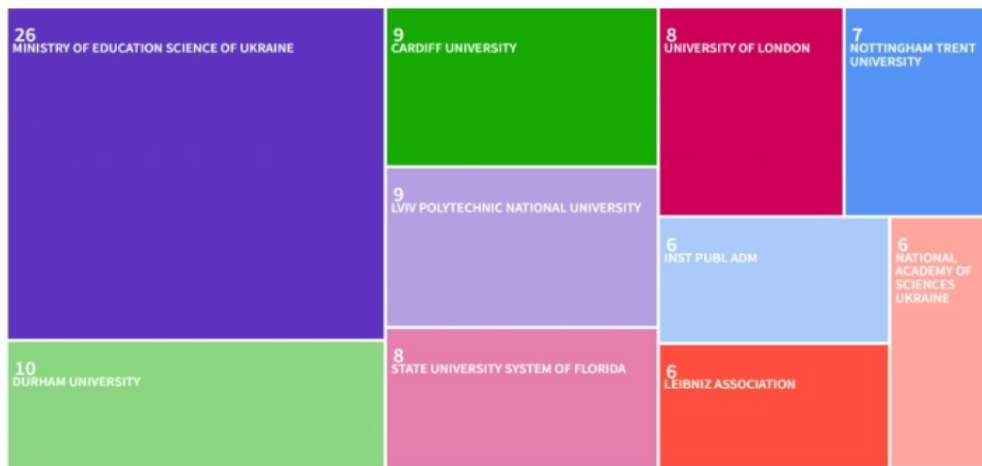 26
MINISTRY OF EDUCATION SCIENCE OF UKRAINE
10
DURHAM UNIVERSITY
9
CARDIFF UNIVERSITY
9
LVIV POLYTECHNIC NATIONAL UNIVERSITY
8
STATE UNIVERSITY SYSTEM OF FLORIDA
8
UNIVERSITY OF LONDON
7
NOTTINGHAM TRENT
UNIVERSITY
6
INST PUBL ADM
6
LEIBNIZ ASSOCIATION
6
NATIONAL
ACADEMY OF
SCIENCES
UKRAINE